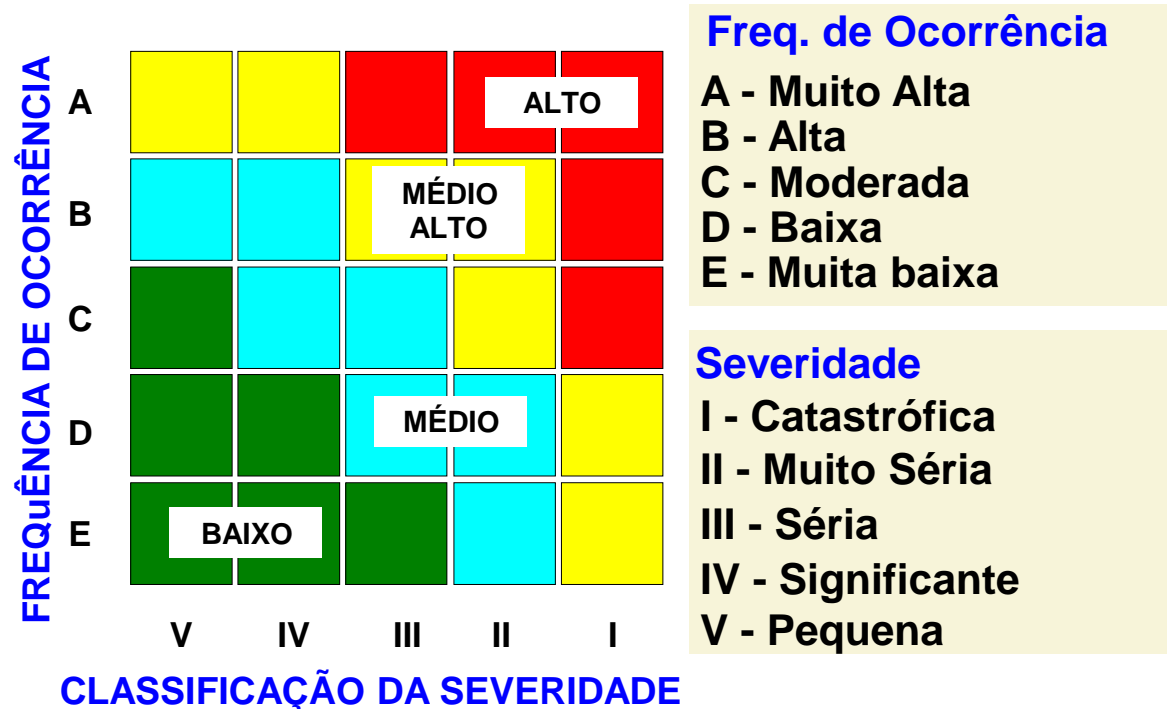 FREQuÊNCIA DE OCORRÊNCIA
A
ALTO
B
MÉDIO
ALTO
C
D
MÉDIO
E
BAIXO
V IV III II I
CLASSIFICAÇÃO DA SEVERIDADE
Freq. de Ocorrência
A - Muito Alta
B - Alta
C - Moderada
D - Baixa
E - Muita baixa
Severidade
I - Catastrófica
II - Muito Séria
III - Séria
IV - Significante
V - Pequena